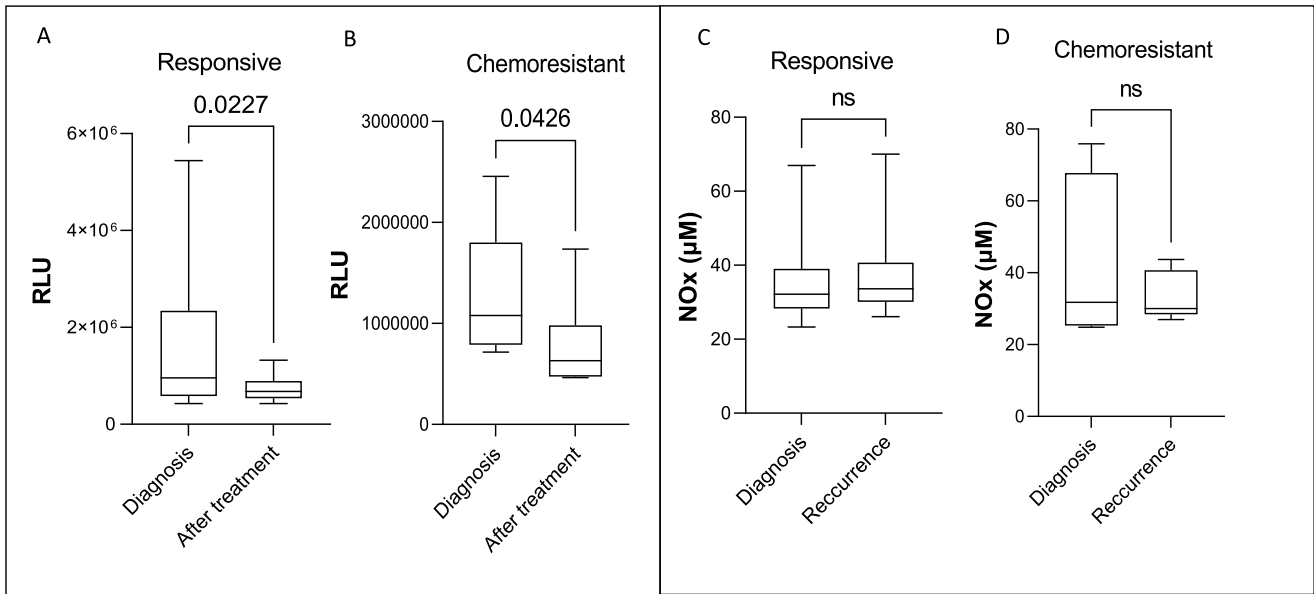 A
Responsive
0.0227
6×10⁶
4×10⁶
2×10⁶
0
RLU
Diagnosis
After treatment
B
Chemoresistant
0.0426
3000000
2000000
1000000
0
RLU
Diagnosis
After treatment
C
Responsive
ns
80
60
40
20
0
NOx (µM)
Diagnosis
Reccurrence
D
Chemoresistant
ns
80
60
40
20
0
NOx (µM)
Diagnosis
Reccurrence